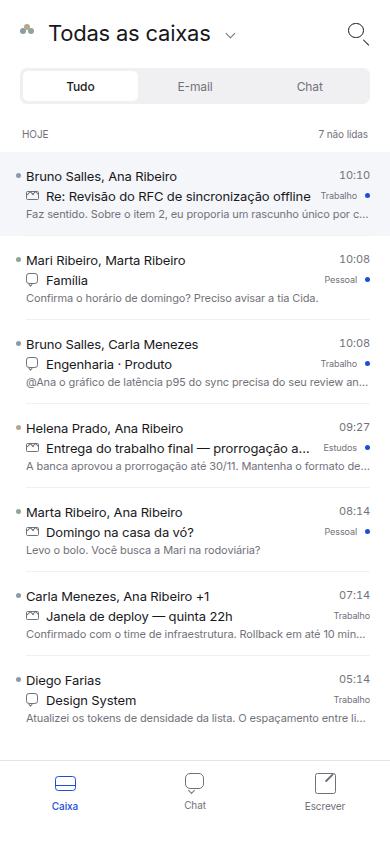 Todas as caixas
Tudo
E-mail
Chat
HOJE
7 não lidas
Bruno Salles, Ana Ribeiro
10:10
Re: Revisão do RFC de sincronização offline
Trabalho
Faz sentido. Sobre o item 2, eu proporia um rascunho único por c...
Mari Ribeiro, Marta Ribeiro
10:08
Família
Pessoal
Confirma o horário de domingo? Preciso avisar a tia Cida.
Bruno Salles, Carla Menezes
10:08
Engenharia · Produto
Trabalho
@Ana o gráfico de latência p95 do sync precisa do seu review an...
Helena Prado, Ana Ribeiro
09:27
Entrega do trabalho final — prorrogação a...
Estudos
A banca aprovou a prorrogação até 30/11. Mantenha o formato de...
Marta Ribeiro, Ana Ribeiro
08:14
Domingo na casa da vó?
Pessoal
Levo o bolo. Você busca a Mari na rodoviária?
Carla Menezes, Ana Ribeiro +1
07:14
Janela de deploy — quinta 22h
Trabalho
Confirmado com o time de infraestrutura. Rollback em até 10 min...
Diego Farias
05:14
Design System
Trabalho
Atualizei os tokens de densidade da lista. O espaçamento entre li...
Caixa
Chat
Escrever